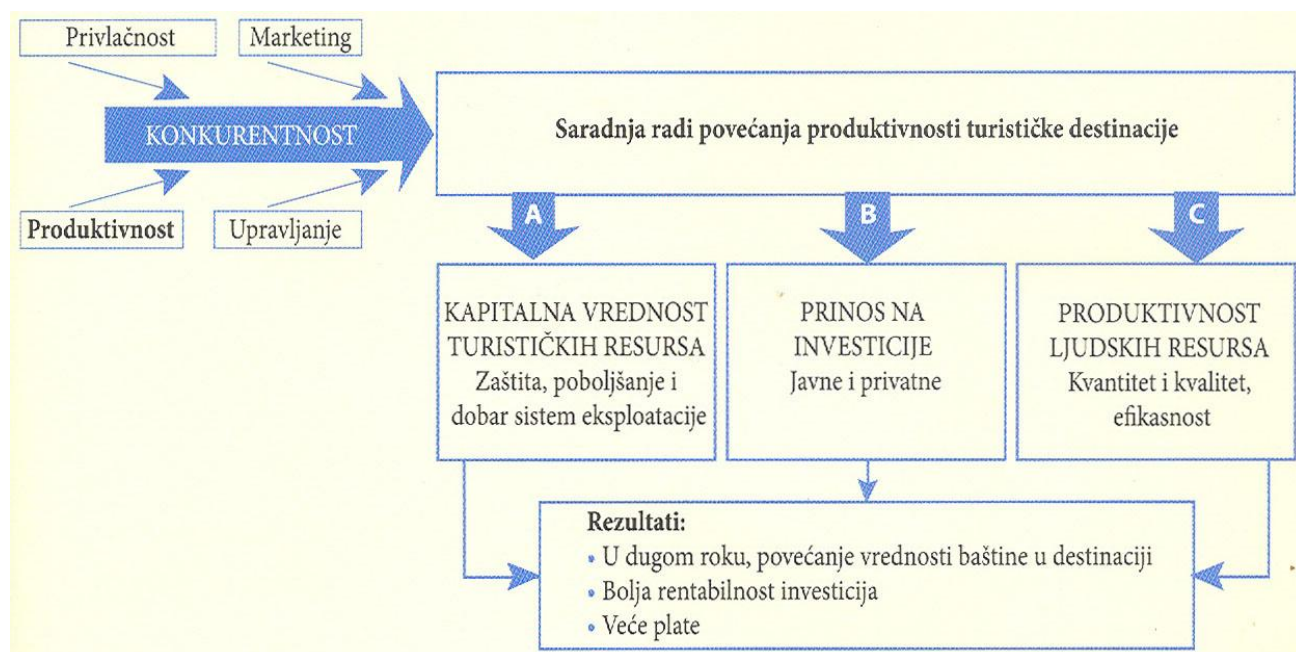 Privlačnost
Marketing
KONKURENTNOST
Produktivnost
Upravljanje
Saradnja radi povećanja produktivnosti turističke destinacije
A
B
C
KAPITALNA VREDNOST
TURISTIČKIH RESURSA
Zaštita, poboljšanje i
dobar sistem eksploatacije
PRINOS NA
INVESTICIJE
Javne i privatne
PRODUKTIVNOST
LJUDSKIH RESURSA
Kvantitet i kvalitet,
efikasnost
Rezultati:
• U dugom roku, povećanje vrednosti baštine u destinaciji
• Bolja rentabilnost investicija
• Veće plate